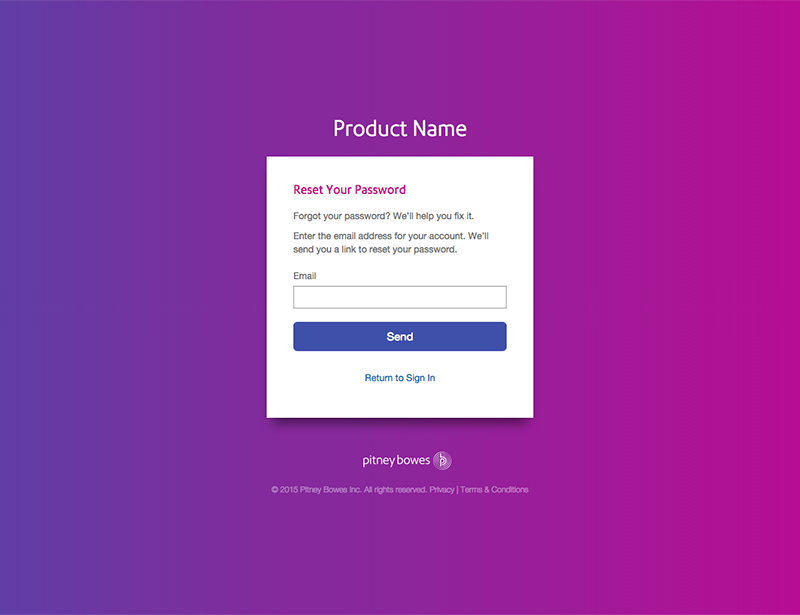 Product Name
Reset Your Password
Forgot your password? We'll help you fix it.
Enter the email address for your account. We'll
send you a link to reset your password.
Email
Send
Return to Sign In
pitney bowes
© 2015 Pitney Bowes Inc. All rights reserved. Privacy | Terms & Conditions